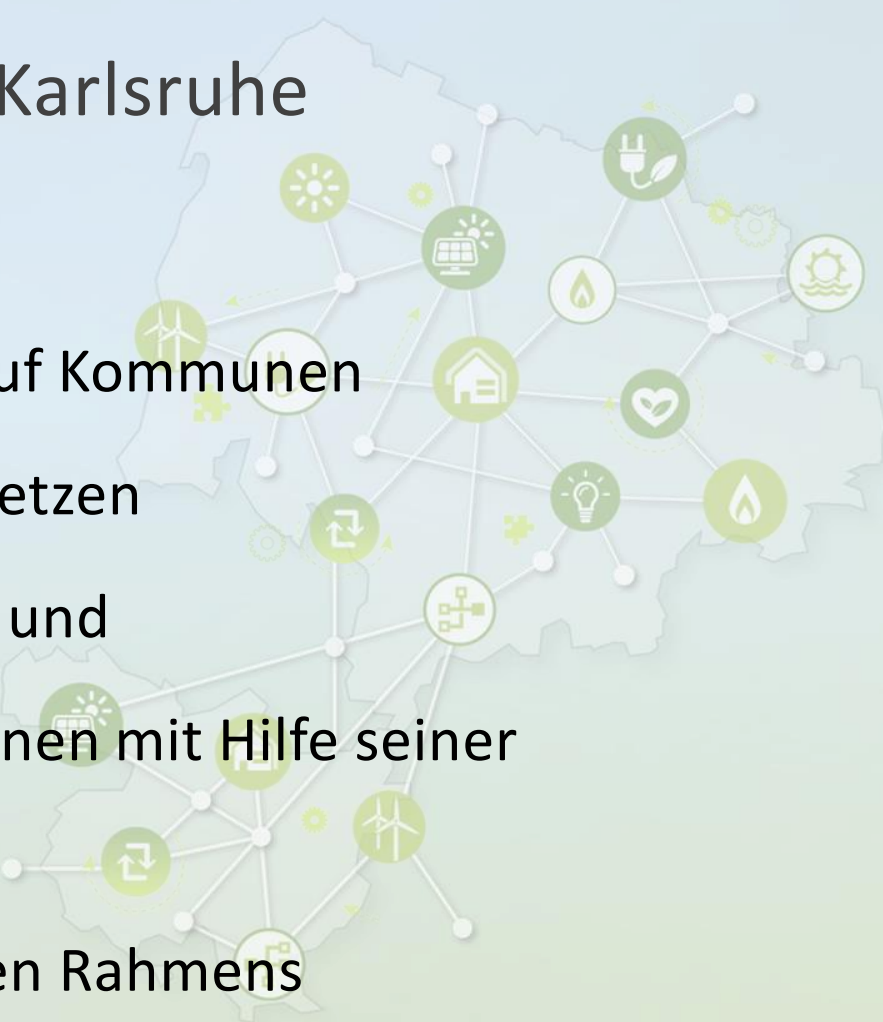 Karlsruhe
uf Kommunen
etzen
und
nen mit Hilfe seiner
en Rahmens